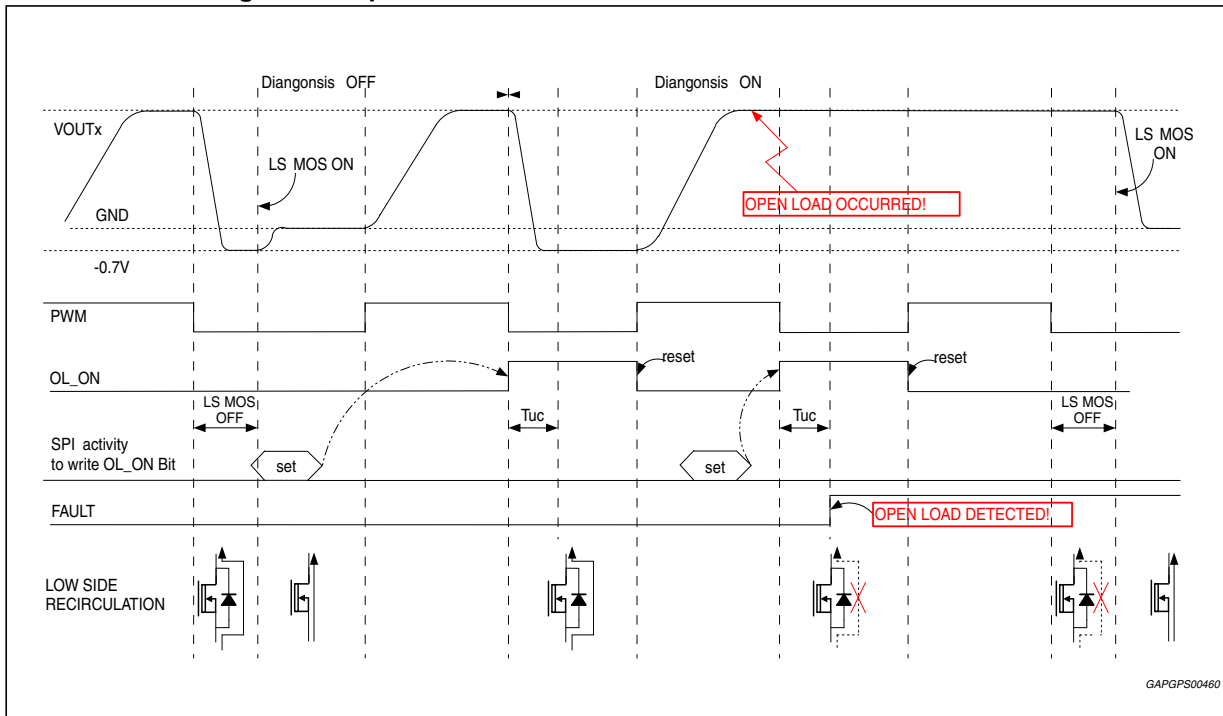 Diangonsis OFF
Diangonsis ON
VOUTx
LS MOS ON
LS MOS
ON
OPEN LOAD OCCURRED!
GND
-0.7V
PWM
reset
reset
OL_ON
LS MOS
OFF
Tuc
Tuc
LS MOS
OFF
SPI activity
to write OL_ON Bit
set
set
FAULT
OPEN LOAD DETECTED!
LOW SIDE
RECIRCULATION
GAPGPS00460